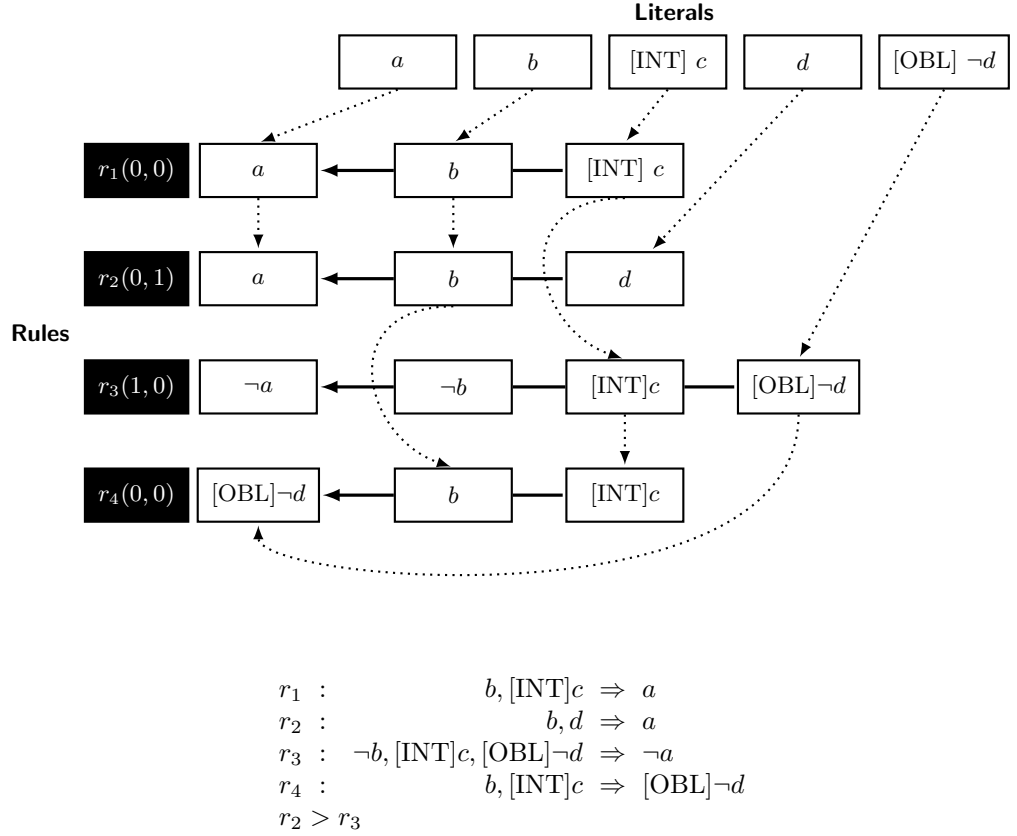 Literals
a b [INT] c d [OBL] ¬d
r₁(0,0) a b [INT] c
r₂(0,1) a b d
Rules
r₃(1,0) ¬a ¬b [INT]c [OBL]¬d
r₄(0,0) [OBL]¬d b [INT]c
r₁ : b, [INT]c ⇒ a
r₂ : b, d ⇒ a
r₃ : ¬b, [INT]c, [OBL]¬d ⇒ ¬a
r₄ : b, [INT]c ⇒ [OBL]¬d
r₂ > r₃